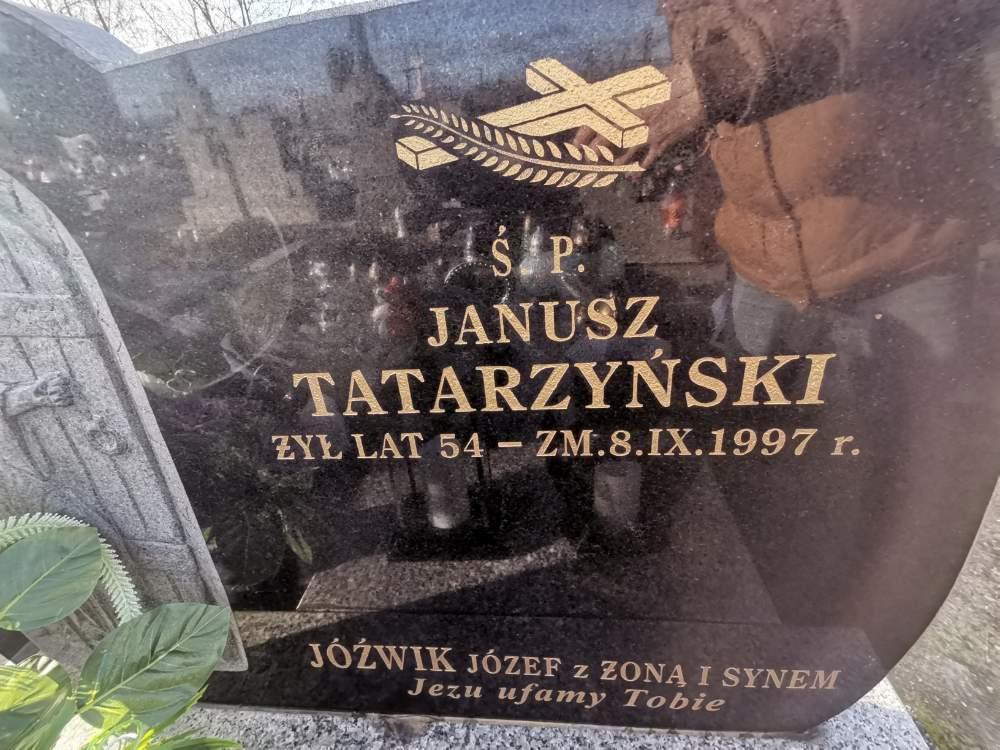 Ś. P.
JANUSZ
TATARZYŃSKI
ŻYŁ LAT 54 – ZM.8.IX.1997 r.
JÓŹWIK JÓZEF z ŻONĄ I SYNEM
Jezu ufamy Tobie